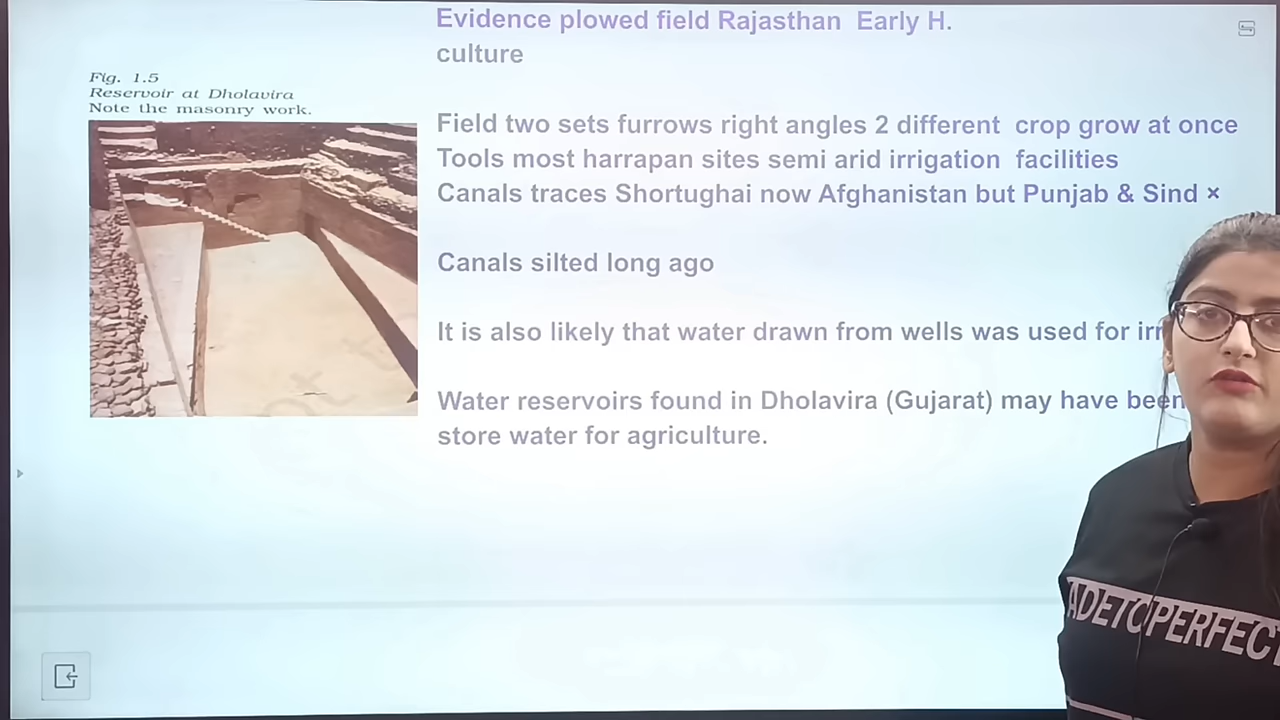 Evidence plowed field Rajasthan Early H.
culture
Fig. 1.5
Reservoir at Dholavira
Note the masonry work.
Field two sets furrows right angles 2 different crop grow at once
Tools most harrapan sites semi arid irrigation facilities
Canals traces Shortughai now Afghanistan but Punjab & Sind ×
Canals silted long ago
It is also likely that water drawn from wells was used for
Water reservoirs found in Dholavira (Gujarat) may have been
store water for agriculture.
ADETOPERFEC